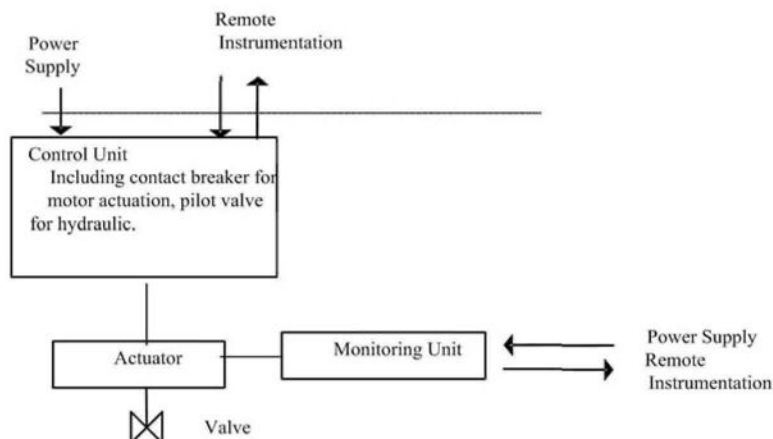 Remote
Instrumentation
Power
Supply
Control Unit
Including contact breaker for
motor actuation, pilot valve
for hydraulic.
Actuator
Monitoring Unit
Power Supply
Remote
Instrumentation
Valve